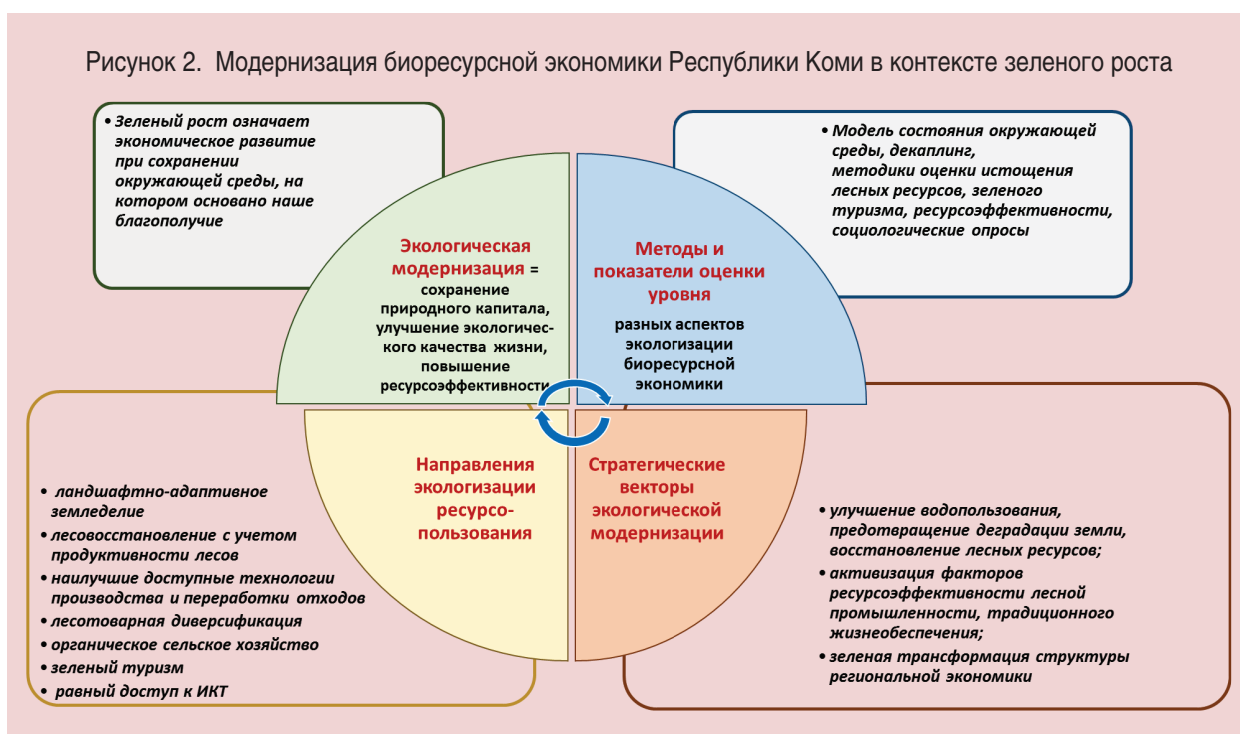 Рисунок 2. Модернизация биоресурсной экономики Республики Коми в контексте зеленого роста
• Зеленый рост означает
экономическое развитие
при сохранении
окружающей среды, на
котором основано наше
благополучие
• Модель состояния окружающей
среды, декаплинг,
методики оценки истощения
лесных ресурсов, зеленого
туризма, ресурсоэффективности,
социологические опросы
Экологическая
модернизация =
сохранение
природного капитала,
улучшение экологичес-
кого качества жизни,
повышение
ресурсоэффективности
Методы и
показатели оценки
уровня
разных аспектов
экологизации
биоресурсной
экономики
Направления
экологизации
ресурсо-
пользования
Стратегические
векторы
экологической
модернизации
• ландшафтно-адаптивное
земледелие
• лесовосстановление с учетом
продуктивности лесов
• наилучшие доступные технологии
производства и переработки отходов
• лесотоварная диверсификация
• органическое сельское хозяйство
• зеленый туризм
• равный доступ к ИКТ
• улучшение водопользования,
предотвращение деградации земли,
восстановление лесных ресурсов;
• активизация факторов
ресурсоэффективности лесной
промышленности, традиционного
жизнеобеспечения;
• зеленая трансформация структуры
региональной экономики